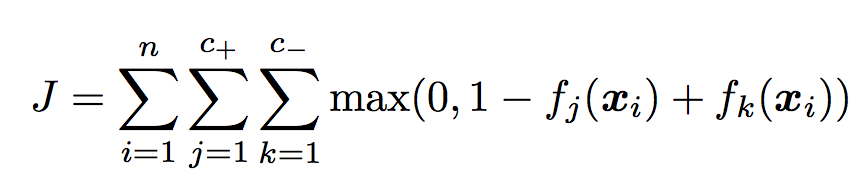 J = \sum_{i=1}^{n} \sum_{j=1}^{c_+} \sum_{k=1}^{c_-} \max(0, 1 - f_j(\boldsymbol{x}_i) + f_k(\boldsymbol{x}_i))